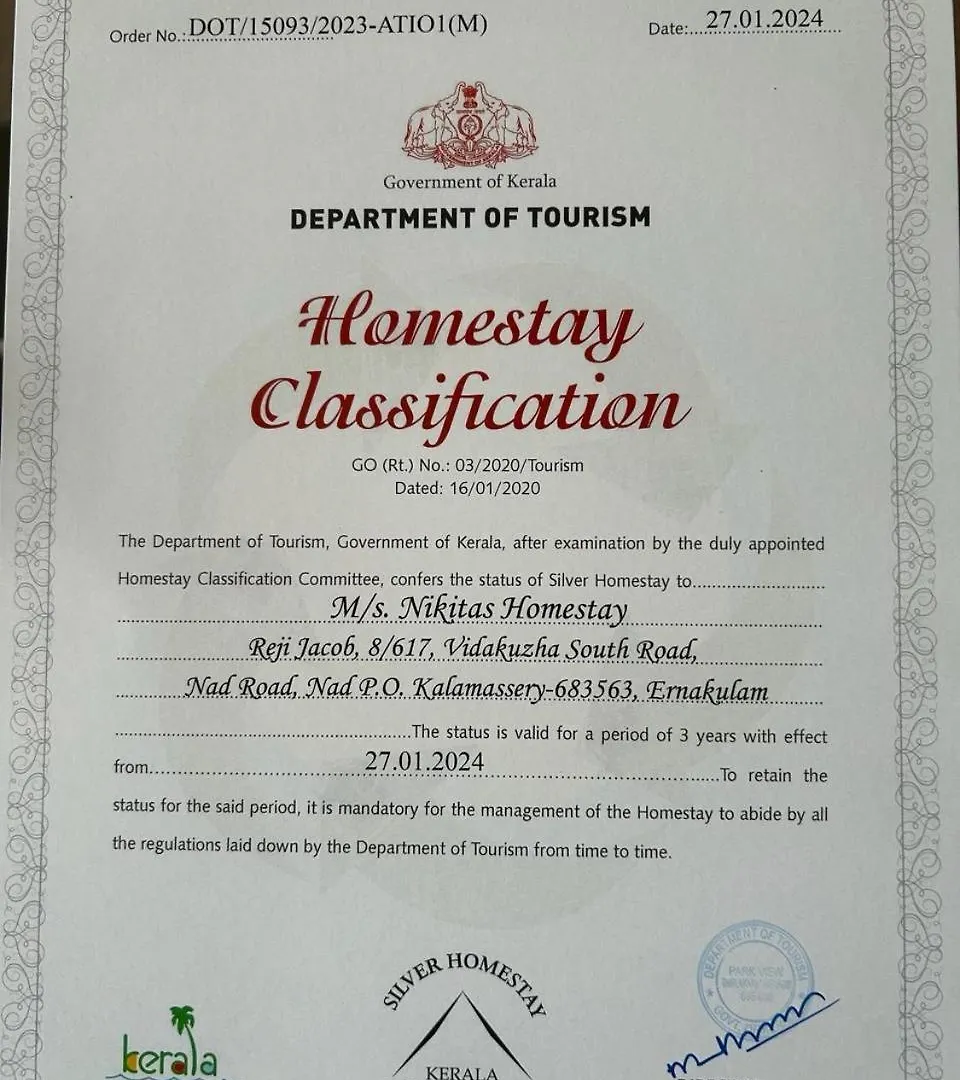 Order No.: DOT/15093/2023-ATIO1(M) Date: 27.01.2024
Government of Kerala
DEPARTMENT OF TOURISM
Homestay
Classification
GO (Rt.) No.: 03/2020/Tourism
Dated: 16/01/2020
The Department of Tourism, Government of Kerala, after examination by the duly appointed
Homestay Classification Committee, confers the status of Silver Homestay to
M/s. Nikitas Homestay
Reji Jacob, 8/617, Vidakuzha South Road,
Nad Road, Nad P.O. Kalamassery-683563, Ernakulam
The status is valid for a period of 3 years with effect
from 27.01.2024 To retain the
status for the said period, it is mandatory for the management of the Homestay to abide by all
the regulations laid down by the Department of Tourism from time to time.
kerala
SILVER HOMESTAY
KERALA
DEPARTMENT OF TOURISM
PARK VIEW